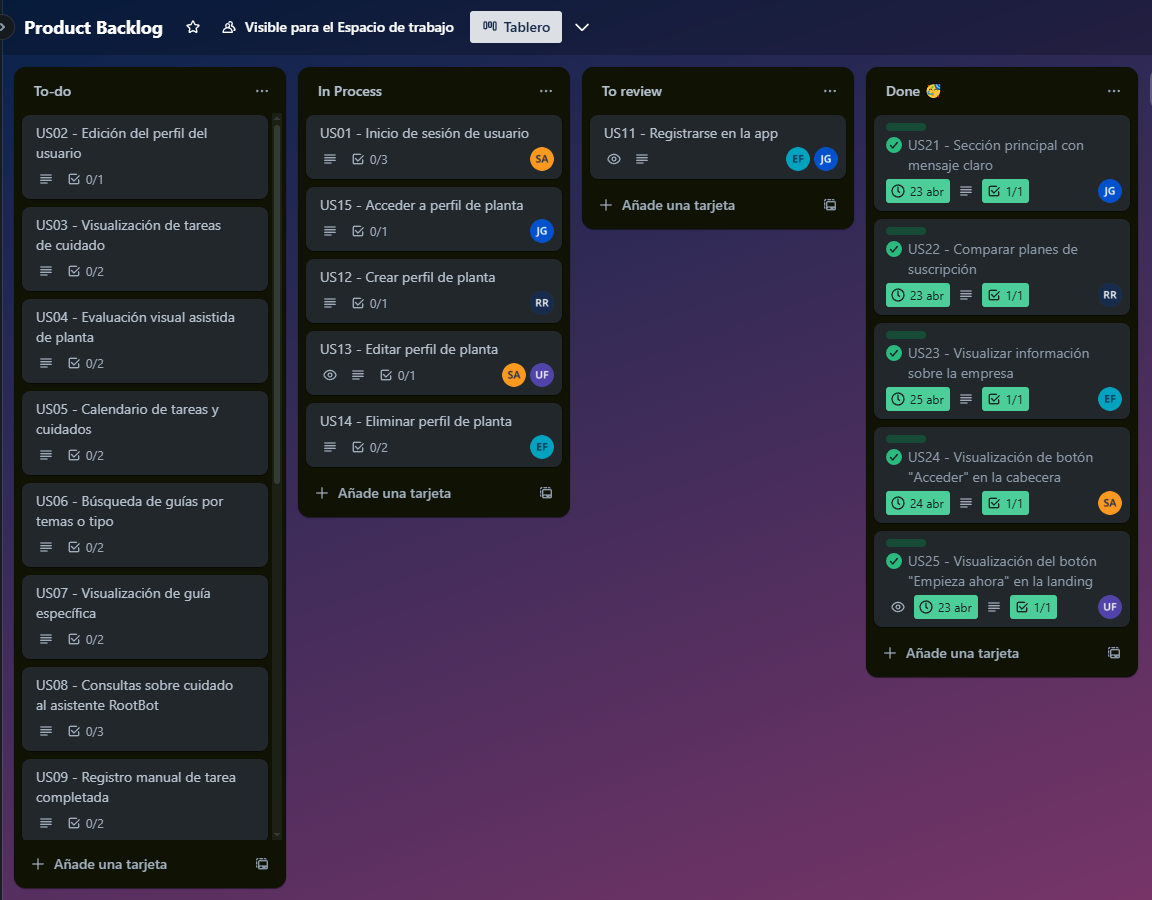 Product Backlog
Visible para el Espacio de trabajo
Tablero
To-do
US02 - Edición del perfil del
usuario
0/1
US03 - Visualización de tareas
de cuidado
0/2
US04 - Evaluación visual asistida
de planta
0/2
US05 - Calendario de tareas y
cuidados
0/2
US06 - Búsqueda de guías por
temas o tipo
0/2
US07 - Visualización de guía
específica
0/2
US08 - Consultas sobre cuidado
al asistente RootBot
0/3
US09 - Registro manual de tarea
completada
0/2
Añade una tarjeta
In Process
US01 - Inicio de sesión de usuario
0/3 SA
US15 - Acceder a perfil de planta
0/1 JG
US12 - Crear perfil de planta
0/1 RR
US13 - Editar perfil de planta
0/1 SA UF
US14 - Eliminar perfil de planta
0/2 EF
Añade una tarjeta
To review
US11 - Registrarse en la app
EF JG
Añade una tarjeta
Done 🥳
US21 - Sección principal con
mensaje claro
23 abr 1/1 JG
US22 - Comparar planes de
suscripción
23 abr 1/1 RR
US23 - Visualizar información
sobre la empresa
25 abr 1/1 EF
US24 - Visualización de botón
"Acceder" en la cabecera
24 abr 1/1 SA
US25 - Visualización del botón
"Empieza ahora" en la landing
23 abr 1/1 UF
Añade una tarjeta